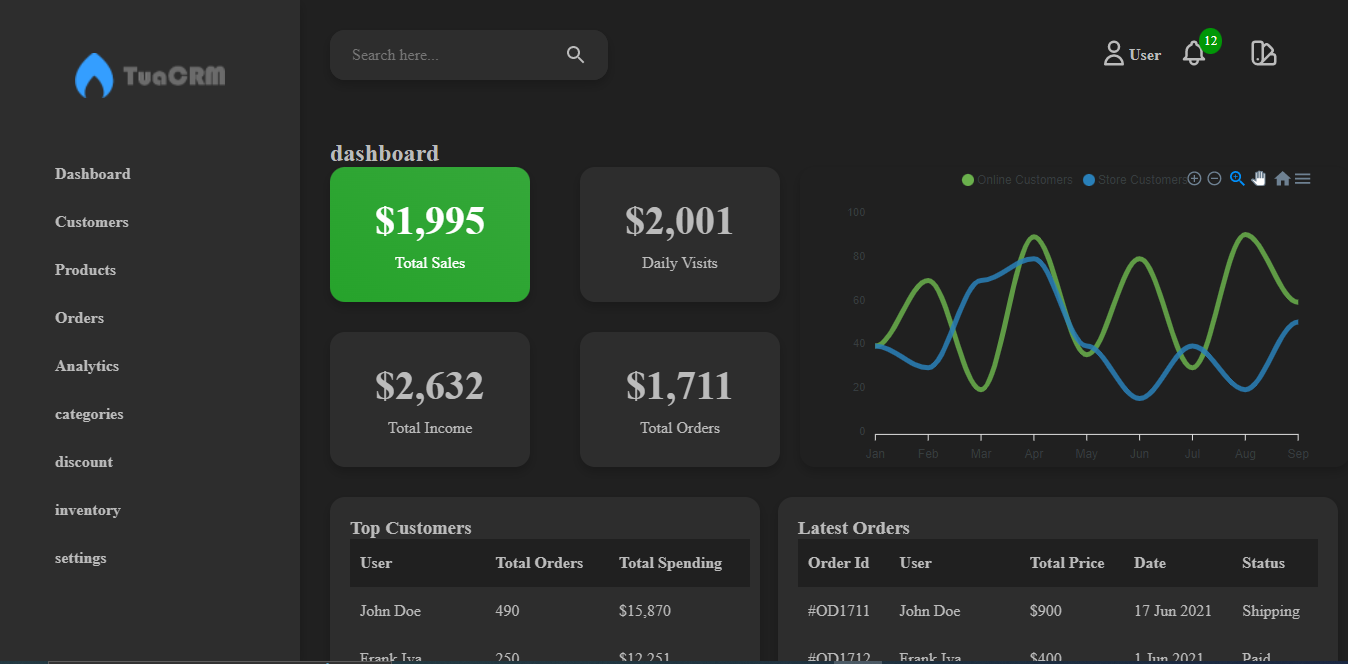 TuaCRM
Search here...
User
12
Dashboard
Customers
Products
Orders
Analytics
categories
discount
inventory
settings
dashboard
$1,995
Total Sales
$2,001
Daily Visits
$2,632
Total Income
$1,711
Total Orders
Online Customers Store Customers
100
80
60
40
20
0
Jan Feb Mar Apr May Jun Jul Aug Sep
Top Customers
User Total Orders Total Spending
John Doe 490 $15,870
Frank Iva 250 $12,251
Latest Orders
Order Id User Total Price Date Status
#OD1711 John Doe $900 17 Jun 2021 Shipping
#OD1712 Frank Iva $400 1 Jun 2021 Paid